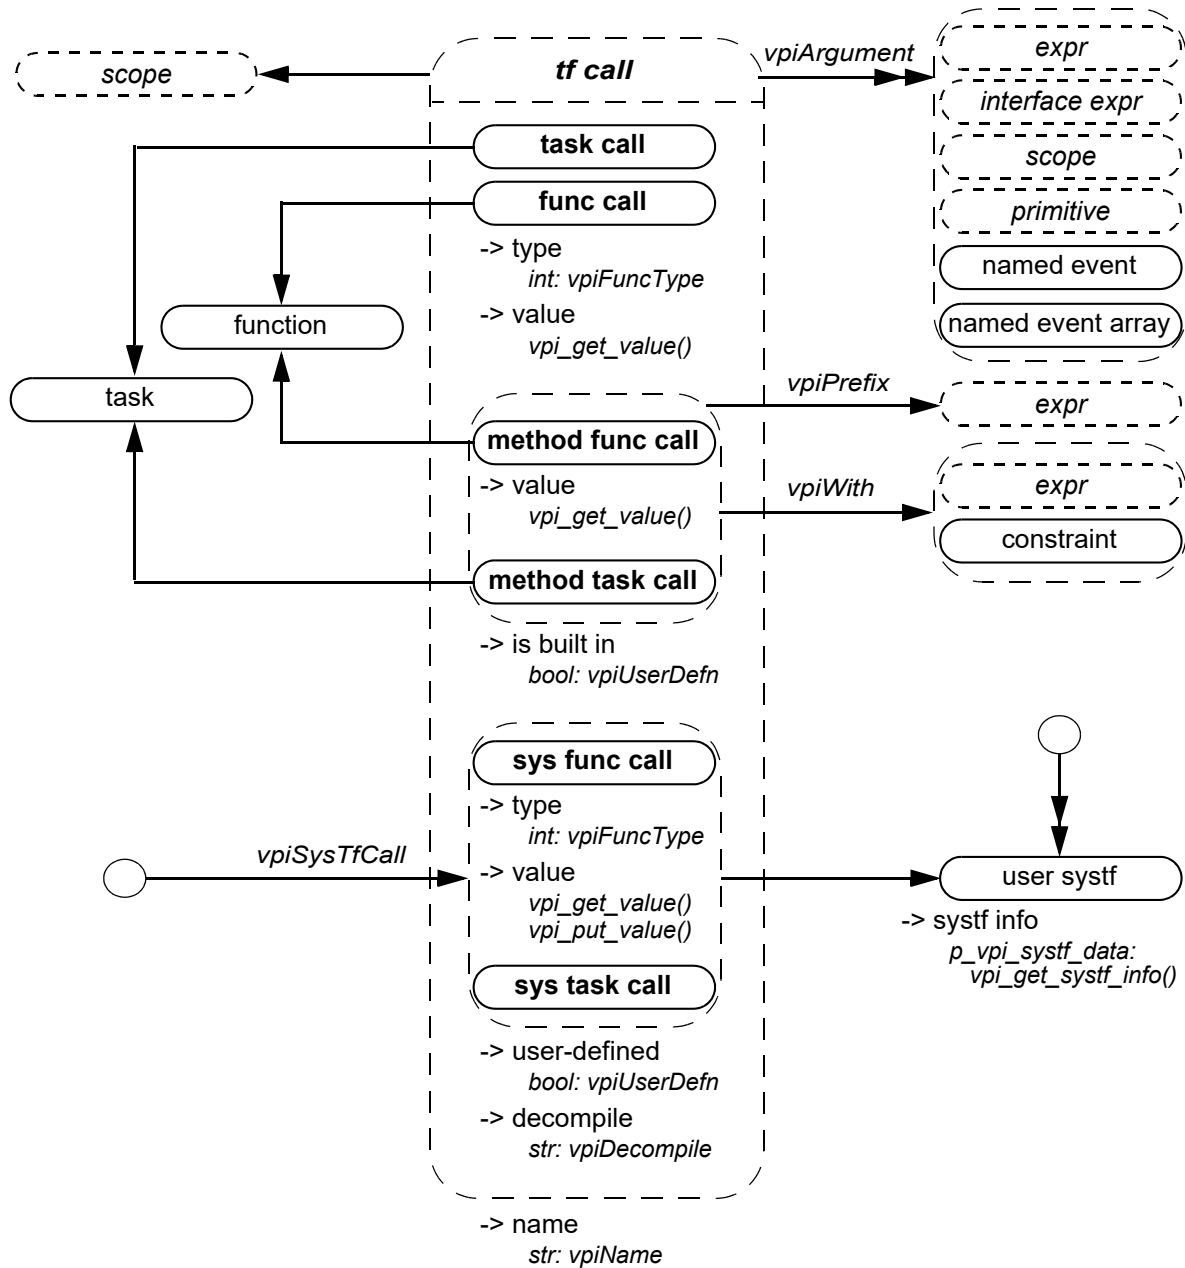 scope
tf call
vpiArgument
expr
interface expr
scope
primitive
named event
named event array
task call
func call
-> type
int: vpiFuncType
-> value
vpi_get_value()
function
task
vpiPrefix
expr
method func call
-> value
vpi_get_value()
vpiWith
expr
constraint
method task call
-> is built in
bool: vpiUserDefn
sys func call
-> type
int: vpiFuncType
vpiSysTfCall
-> value
vpi_get_value()
vpi_put_value()
user systf
-> systf info
p_vpi_systf_data:
vpi_get_systf_info()
sys task call
-> user-defined
bool: vpiUserDefn
-> decompile
str: vpiDecompile
-> name
str: vpiName